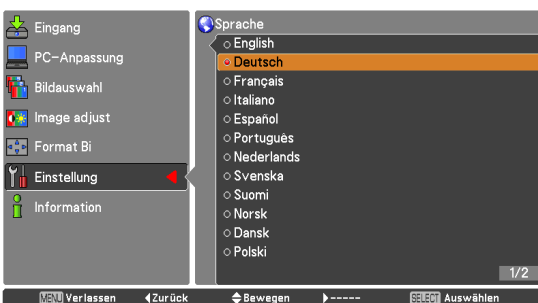 Eingang
PC-Anpassung
Bildauswahl
Image adjust
Format Bi
Einstellung
Information
Sprache
English
Deutsch
Français
Italiano
Español
Português
Nederlands
Svenska
Suomi
Norsk
Dansk
Polski
1/2
MENU Verlassen Zurück Bewegen ----- SELECT Auswählen